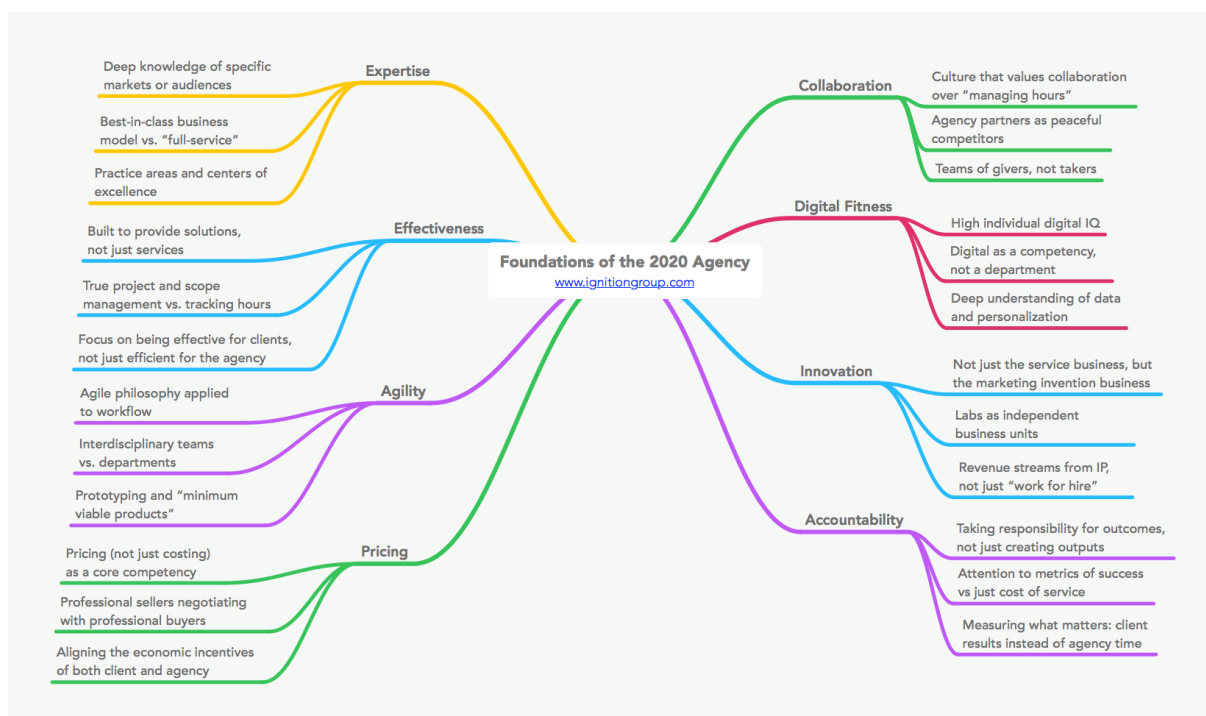 Foundations of the 2020 Agency
www.ignitiongroup.com
Expertise
Deep knowledge of specific
markets or audiences
Best-in-class business
model vs. “full-service”
Practice areas and centers of
excellence
Effectiveness
Built to provide solutions,
not just services
True project and scope
management vs. tracking hours
Focus on being effective for clients,
not just efficient for the agency
Agility
Agile philosophy applied
to workflow
Interdisciplinary teams
vs. departments
Prototyping and “minimum
viable products”
Pricing
Pricing (not just costing)
as a core competency
Professional sellers negotiating
with professional buyers
Aligning the economic incentives
of both client and agency
Collaboration
Culture that values collaboration
over “managing hours”
Agency partners as peaceful
competitors
Teams of givers, not takers
Digital Fitness
High individual digital IQ
Digital as a competency,
not a department
Deep understanding of data
and personalization
Innovation
Not just the service business, but
the marketing invention business
Labs as independent
business units
Revenue streams from IP,
not just “work for hire”
Accountability
Taking responsibility for outcomes,
not just creating outputs
Attention to metrics of success
vs just cost of service
Measuring what matters: client
results instead of agency time